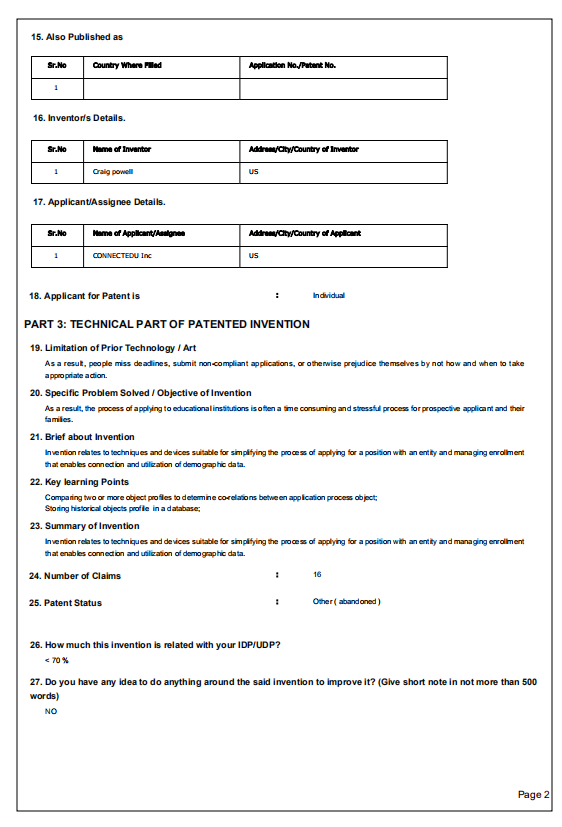 15. Also Published as
Sr.No Country Where Filled Application No./Patent No.
1
16. Inventor/s Details.
Sr.No Name of Inventor Address/City/Country of Inventor
1 Craig powell US
17. Applicant/Assignee Details.
Sr.No Name of Applicant/Assignee Address/City/Country of Applicant
1 CONNECTEDU Inc US
18. Applicant for Patent is : Individual
PART 3: TECHNICAL PART OF PATENTED INVENTION
19. Limitation of Prior Technology / Art
As a result, people miss deadlines, submit non-compliant applications, or otherwise prejudice themselves by not how and when to take
appropriate action.
20. Specific Problem Solved / Objective of Invention
As a result, the process of applying to educational institutions is often a time consuming and stressful process for prospective applicant and their
families.
21. Brief about Invention
Invention relates to techniques and devices suitable for simplifying the process of applying for a position with an entity and managing enrollment
that enables connection and utilization of demographic data.
22. Key learning Points
Comparing two or more object profiles to determine co-relations between application process object;
Storing historical objects profile in a database;
23. Summary of Invention
Invention relates to techniques and devices suitable for simplifying the process of applying for a position with an entity and managing enrollment
that enables connection and utilization of demographic data.
24. Number of Claims : 16
25. Patent Status : Other ( abandoned )
26. How much this invention is related with your IDP/UDP?
< 70 %
27. Do you have any idea to do anything around the said invention to improve it? (Give short note in not more than 500
words)
NO
Page 2